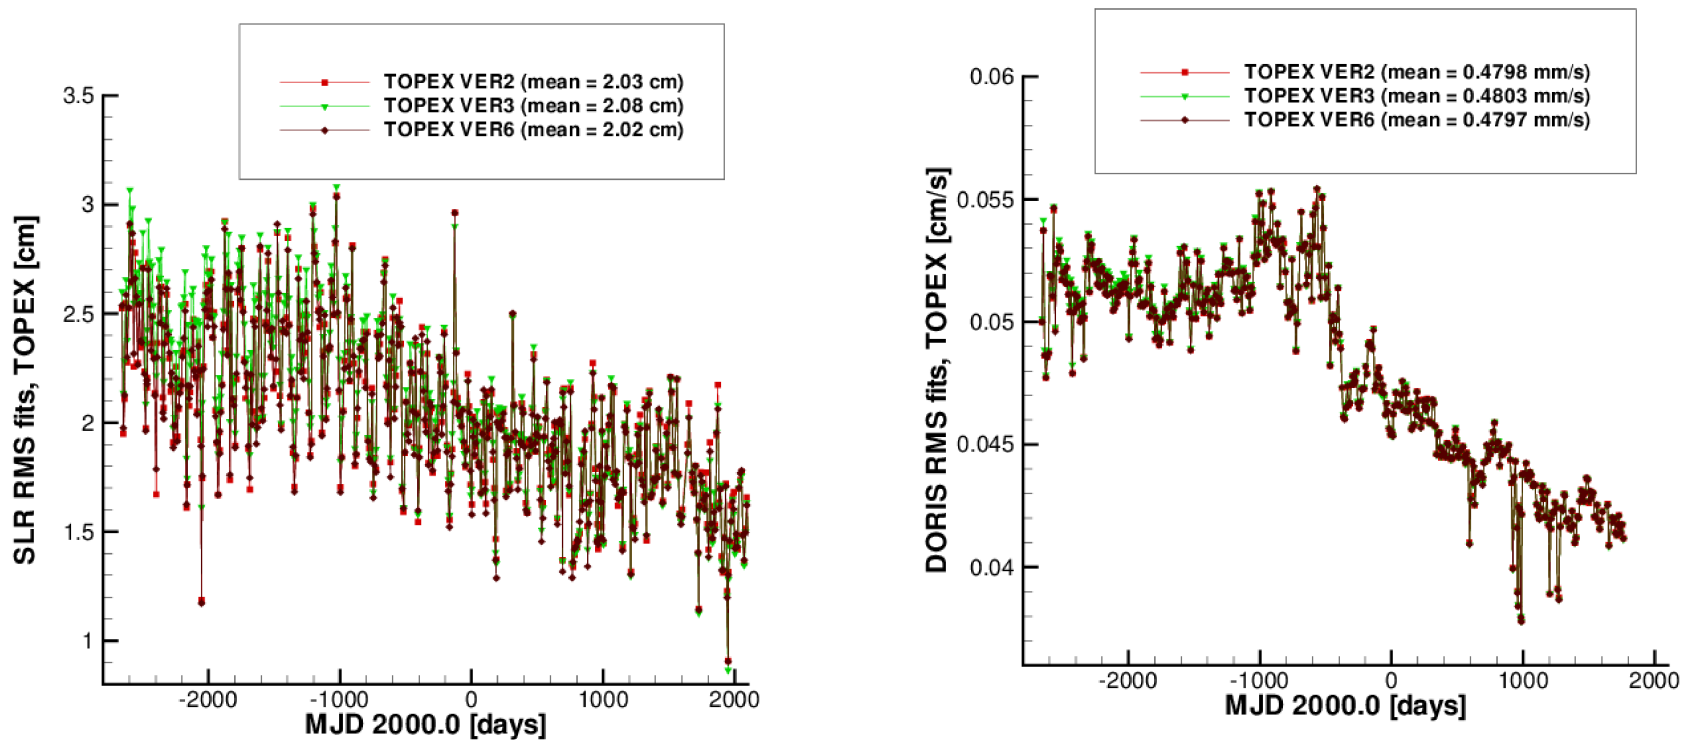 TOPEX VER2 (mean = 2.03 cm)
TOPEX VER3 (mean = 2.08 cm)
TOPEX VER6 (mean = 2.02 cm)
3.5
3
2.5
2
1.5
1
SLR RMS fits, TOPEX [cm]
-2000
-1000
0
1000
2000
MJD 2000.0 [days]
TOPEX VER2 (mean = 0.4798 mm/s)
TOPEX VER3 (mean = 0.4803 mm/s)
TOPEX VER6 (mean = 0.4797 mm/s)
0.06
0.055
0.05
0.045
0.04
DORIS RMS fits, TOPEX [cm/s]
-2000
-1000
0
1000
2000
MJD 2000.0 [days]